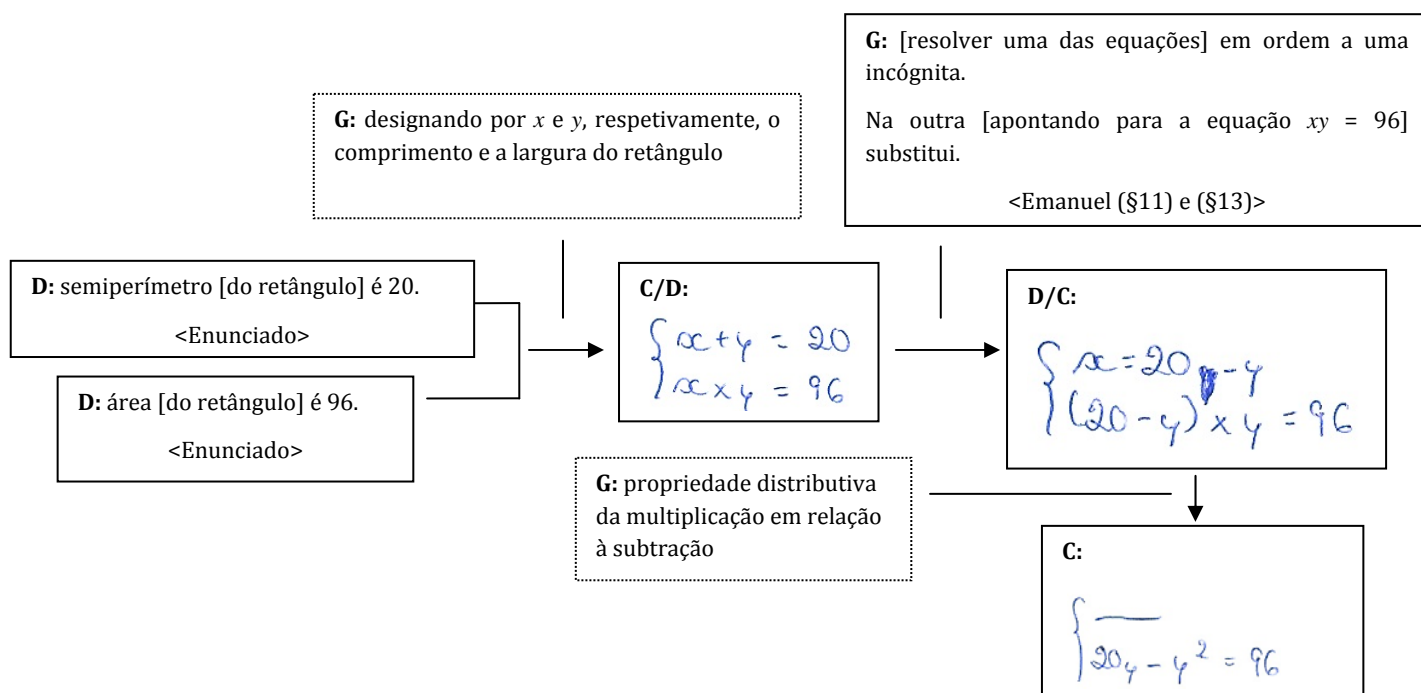 G: [resolver uma das equações] em ordem a uma
incógnita.
Na outra [apontando para a equação xy = 96]
substitui.
<Emanuel (§11) e (§13)>
G: designando por x e y, respetivamente, o
comprimento e a largura do retângulo
D: semiperímetro [do retângulo] é 20.
<Enunciado>
D: área [do retângulo] é 96.
<Enunciado>
C/D:
x + y = 20
x × y = 96
D/C:
x = 20 - y
(20 - y) × y = 96
G: propriedade distributiva
da multiplicação em relação
à subtração
C:
20y - y² = 96